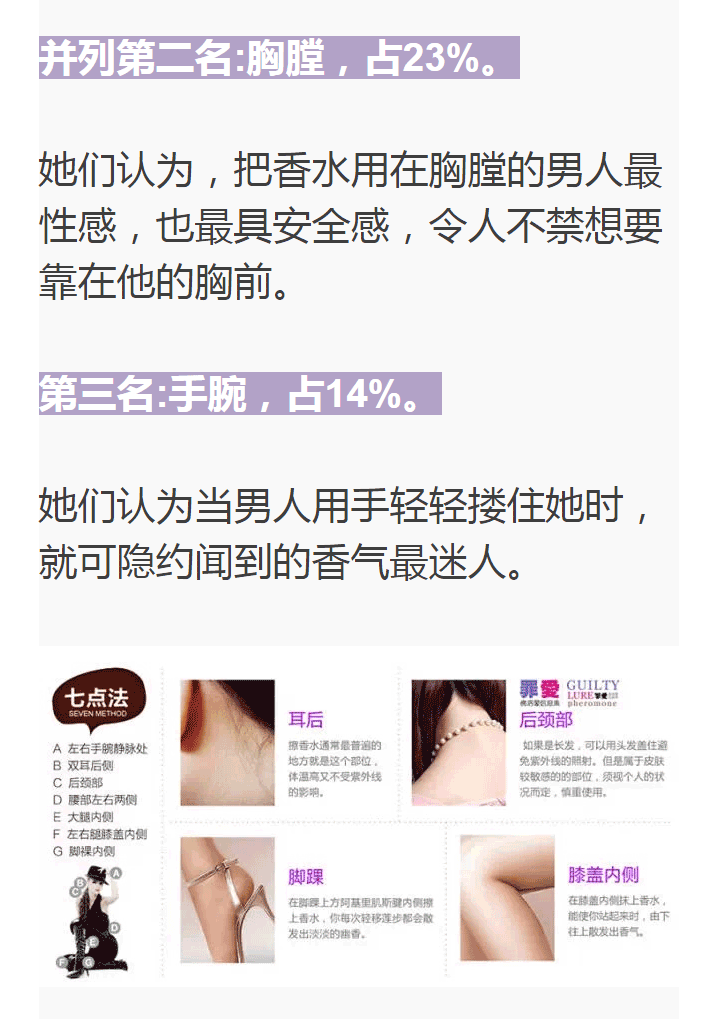 并列第二名:胸膛，占23%。
她们认为，把香水用在胸膛的男人最
性感，也最具安全感，令人不禁想要
靠在他的胸前。
第三名:手腕，占14%。
她们认为当男人用手轻轻搂住她时，
就可隐约闻到的香气最迷人。
七点法
SEVEN METHOD
A 左右手腕静脉处
B 双耳后侧
C 后颈部
D 腰部左右两侧
E 大腿内侧
F 左右腿膝盖内侧
G 脚裸内侧
A
B
C
D
E
F
G
耳后
擦香水通常最普遍的
地方就是这个部位，
体温高又不受紫外线
的影响。
罪愛 GUILTY
LURE
pheromone
后颈部
如果是长发，可以用头发盖住避
免紫外线的照射。但是属于皮肤
较敏感的的部位，须视个人的状
况而定，慎重使用。
脚踝
在脚踝上方阿基里肌斯腱内侧擦
上香水，你每次轻移莲步都会散
发出淡淡的幽香。
膝盖内侧
在膝盖内侧抹上香水，
能使你站起来时，由下
往上散发出香气。